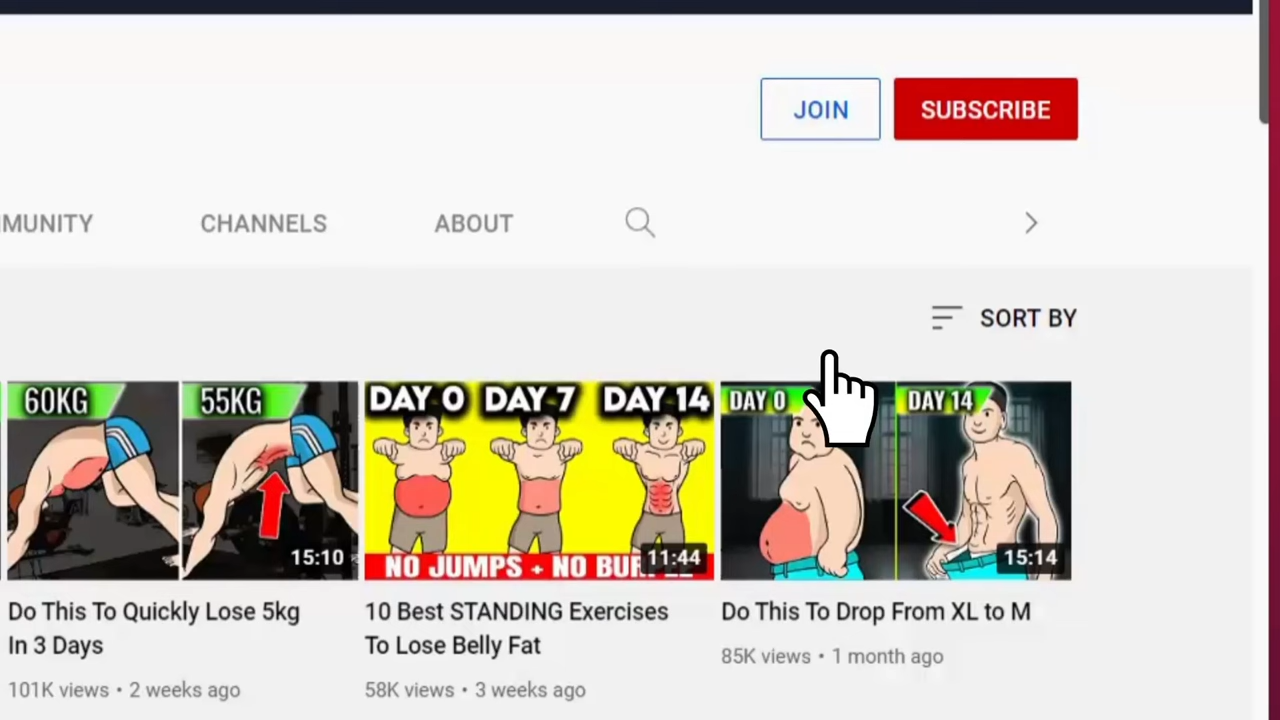 JOIN
SUBSCRIBE
MUNITY
CHANNELS
ABOUT
SORT BY
60KG
55KG
15:10
DAY 0 DAY 7 DAY 14
NO JUMPS + NO BUR
11:44
DAY 0
DAY 14
15:14
Do This To Quickly Lose 5kg
In 3 Days
101K views • 2 weeks ago
10 Best STANDING Exercises
To Lose Belly Fat
58K views • 3 weeks ago
Do This To Drop From XL to M
85K views • 1 month ago